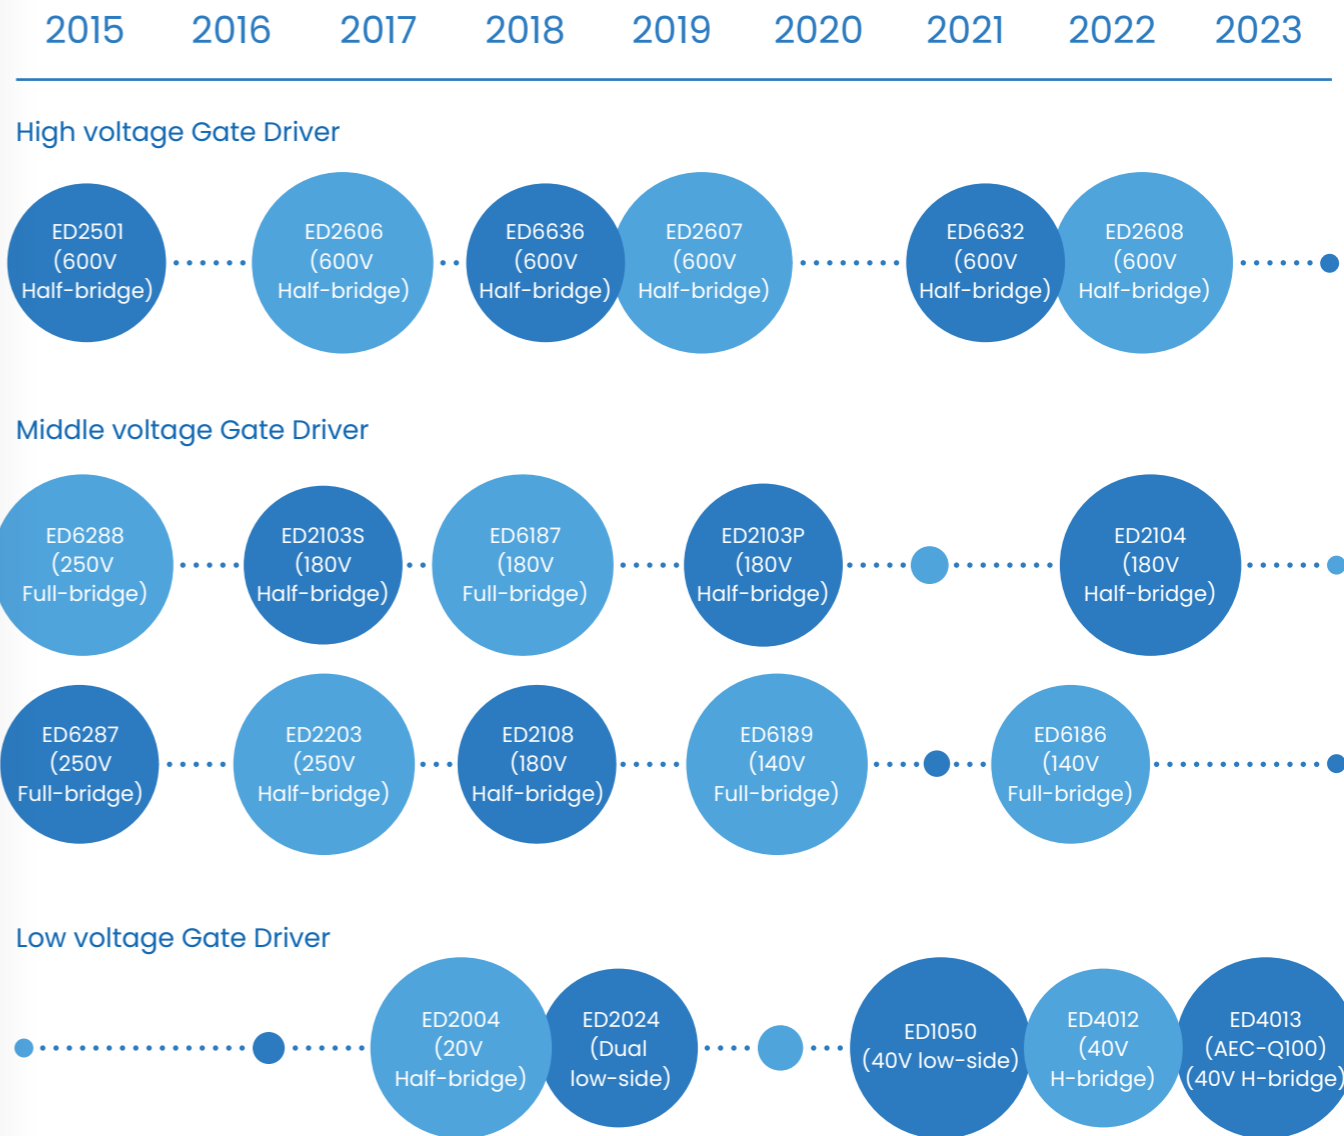 2015 2016 2017 2018 2019 2020 2021 2022 2023
High voltage Gate Driver
ED2501
(600V
Half-bridge)
ED2606
(600V
Half-bridge)
ED6636
(600V
Half-bridge)
ED2607
(600V
Half-bridge)
ED6632
(600V
Half-bridge)
ED2608
(600V
Half-bridge)
Middle voltage Gate Driver
ED6288
(250V
Full-bridge)
ED2103S
(180V
Half-bridge)
ED6187
(180V
Full-bridge)
ED2103P
(180V
Half-bridge)
ED2104
(180V
Half-bridge)
ED6287
(250V
Full-bridge)
ED2203
(250V
Half-bridge)
ED2108
(180V
Half-bridge)
ED6189
(140V
Full-bridge)
ED6186
(140V
Full-bridge)
Low voltage Gate Driver
ED2004
(20V
Half-bridge)
ED2024
(Dual
low-side)
ED1050
(40V low-side)
ED4012
(40V
H-bridge)
ED4013
(AEC-Q100)
(40V H-bridge)